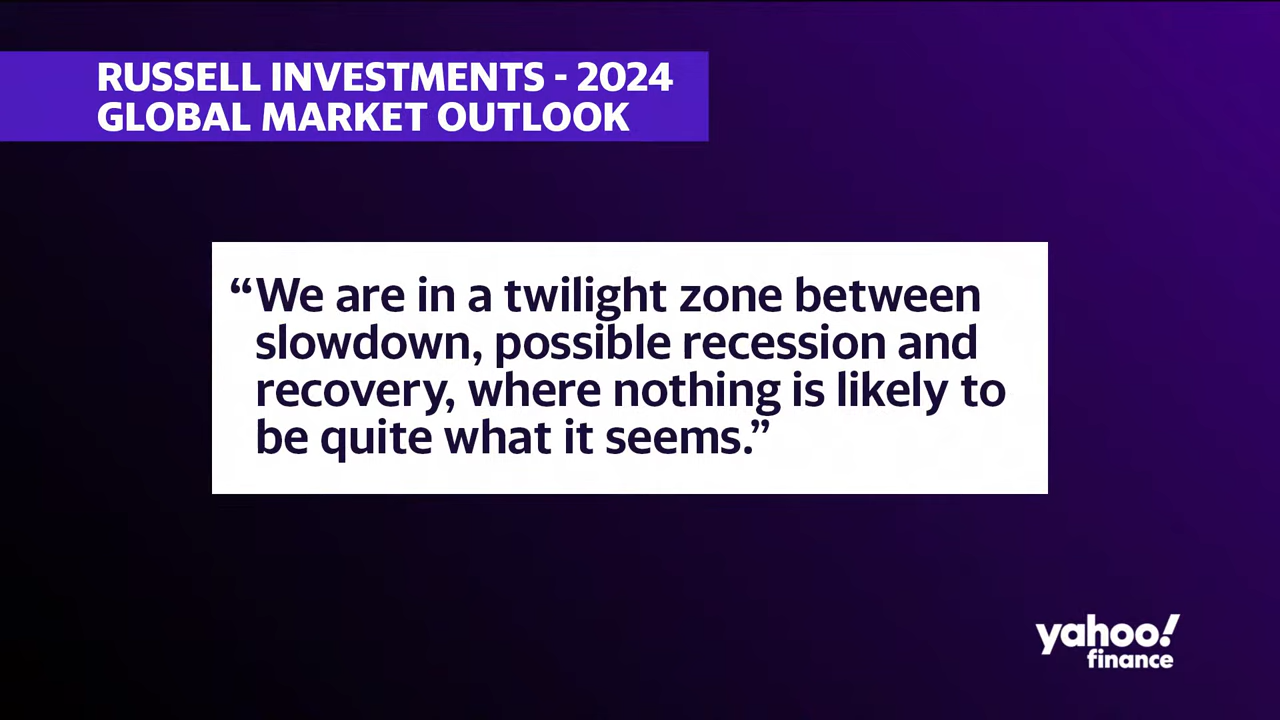 RUSSELL INVESTMENTS - 2024
GLOBAL MARKET OUTLOOK
“We are in a twilight zone between
slowdown, possible recession and
recovery, where nothing is likely to
be quite what it seems.”
yahoo!
finance